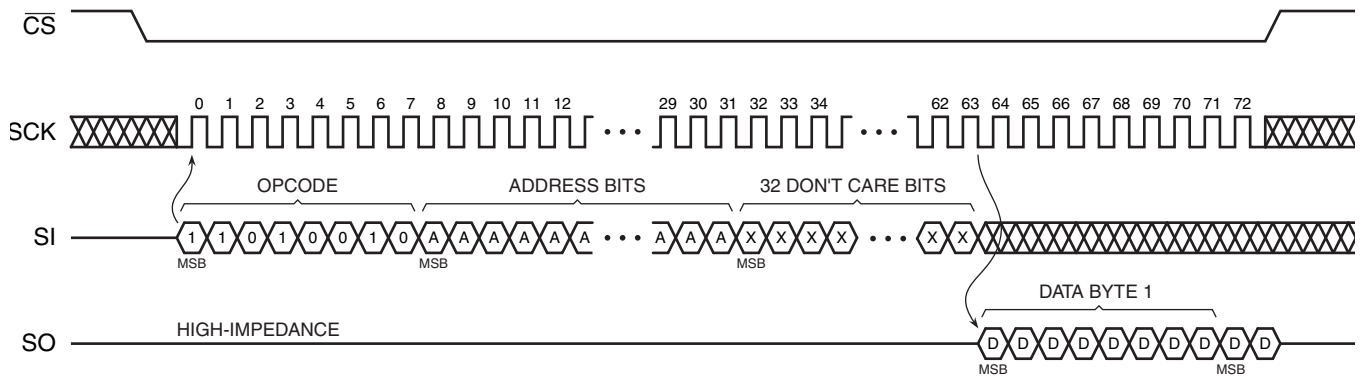 CS
0 1 2 3 4 5 6 7 8 9 10 11 12 29 30 31 32 33 34 62 63 64 65 66 67 68 69 70 71 72
SCK
OPCODE ADDRESS BITS 32 DON'T CARE BITS
SI 1 1 0 1 0 0 1 0 A A A A A A A A A X X X X X X
MSB MSB MSB
DATA BYTE 1
HIGH-IMPEDANCE
SO D D D D D D D D D D
MSB MSB